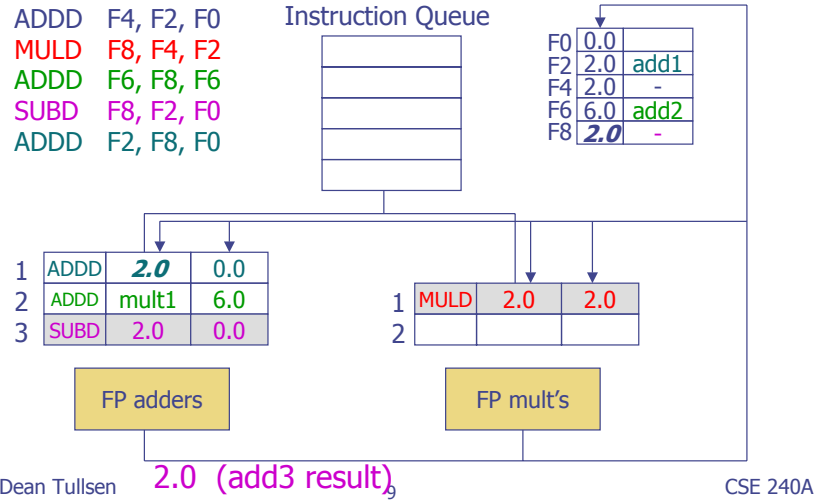 ADDD F4, F2, F0
MULD F8, F4, F2
ADDD F6, F8, F6
SUBD F8, F2, F0
ADDD F2, F8, F0
Instruction Queue
F0 0.0
F2 2.0 add1
F4 2.0 -
F6 6.0 add2
F8 2.0 -
1 ADDD 2.0 0.0
2 ADDD mult1 6.0
3 SUBD 2.0 0.0
1 MULD 2.0 2.0
2
FP adders
FP mult's
2.0 (add3 result)
Dean Tullsen
9
CSE 240A